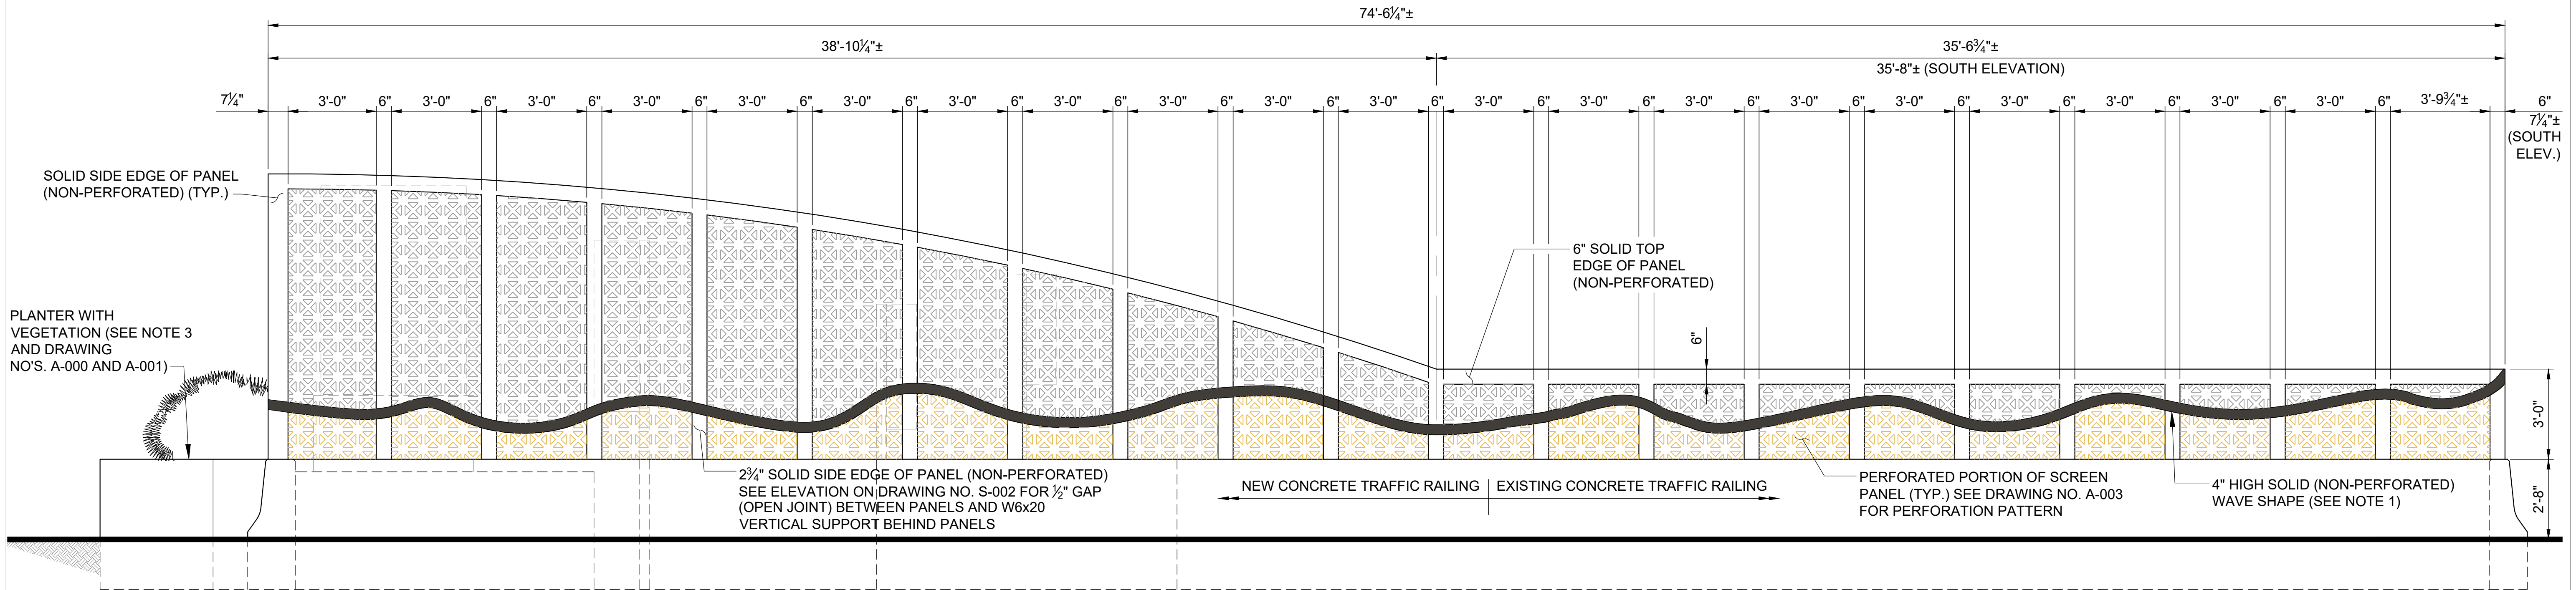 74'-6¼"±
38'-10¼"±
35'-6¾"±
35'-8"± (SOUTH ELEVATION)
7¼" 3'-0" 6" 3'-0" 6" 3'-0" 6" 3'-0" 6" 3'-0" 6" 3'-0" 6" 3'-0" 6" 3'-0" 6" 3'-0" 6" 3'-0" 6" 3'-0" 6" 3'-0" 6" 3'-0" 6" 3'-0" 6" 3'-0" 6" 3'-0" 6" 3'-0" 6" 3'-0" 6" 3'-0" 6" 3'-0" 6" 3'-9¾"± 6"
7¼"±
(SOUTH
ELEV.)
SOLID SIDE EDGE OF PANEL
(NON-PERFORATED) (TYP.)
6" SOLID TOP
EDGE OF PANEL
(NON-PERFORATED)
6"
PLANTER WITH
VEGETATION (SEE NOTE 3
AND DRAWING
NO'S. A-000 AND A-001)
3'-0"
2'-8"
2¾" SOLID SIDE EDGE OF PANEL (NON-PERFORATED)
SEE ELEVATION ON DRAWING NO. S-002 FOR ½" GAP
(OPEN JOINT) BETWEEN PANELS AND W6x20
VERTICAL SUPPORT BEHIND PANELS
NEW CONCRETE TRAFFIC RAILING
EXISTING CONCRETE TRAFFIC RAILING
PERFORATED PORTION OF SCREEN
PANEL (TYP.) SEE DRAWING NO. A-003
FOR PERFORATION PATTERN
4" HIGH SOLID (NON-PERFORATED)
WAVE SHAPE (SEE NOTE 1)